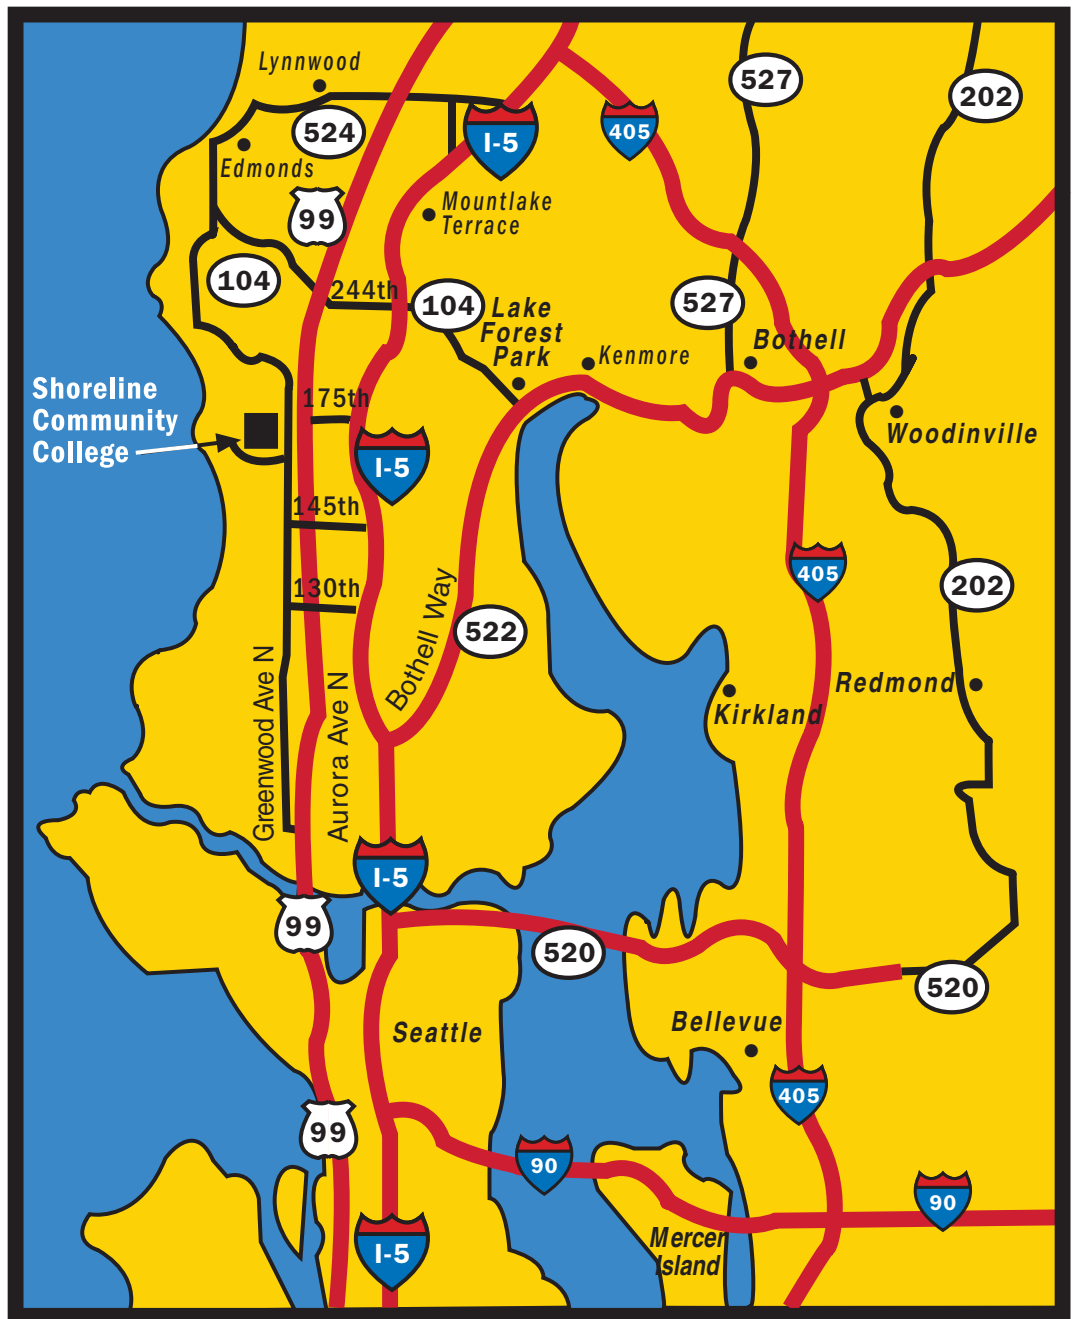 Lynnwood
527
202
524
I-5
405
Edmonds
99
Mountlake
Terrace
104
244th
104
Lake
Forest
Park
527
Bothell
Kenmore
Shoreline
Community
College
175th
Woodinville
I-5
145th
405
130th
202
Bothell Way
522
Greenwood Ave N
Aurora Ave N
Redmond
Kirkland
I-5
99
520
520
Seattle
Bellevue
405
99
90
90
I-5
Mercer
Island